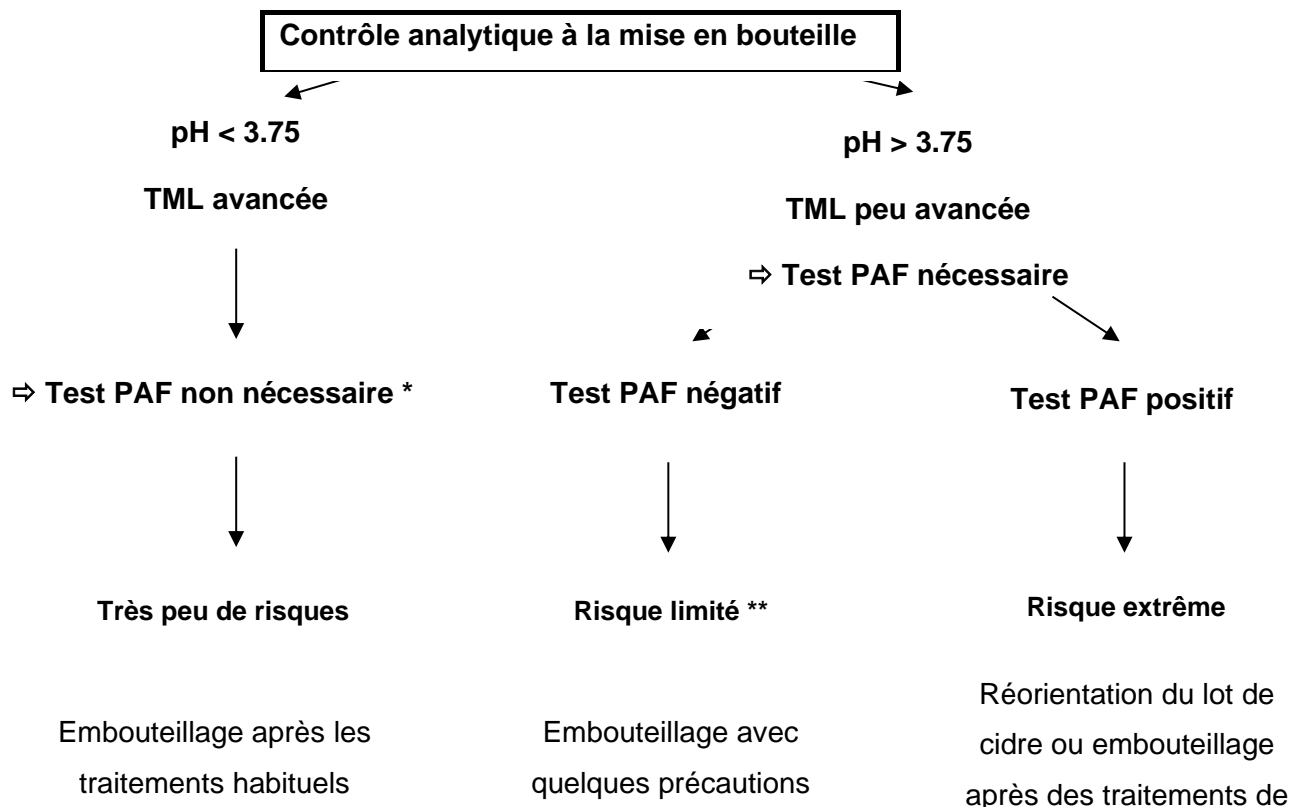 Contrôle analytique à la mise en bouteille
pH < 3.75
TML avancée
pH > 3.75
TML peu avancée
⇨ Test PAF nécessaire
⇨ Test PAF non nécessaire *
Test PAF négatif
Test PAF positif
Très peu de risques
Risque limité **
Risque extrême
Embouteillage après les
traitements habituels
Embouteillage avec
quelques précautions
Réorientation du lot de
cidre ou embouteillage
après des traitements de